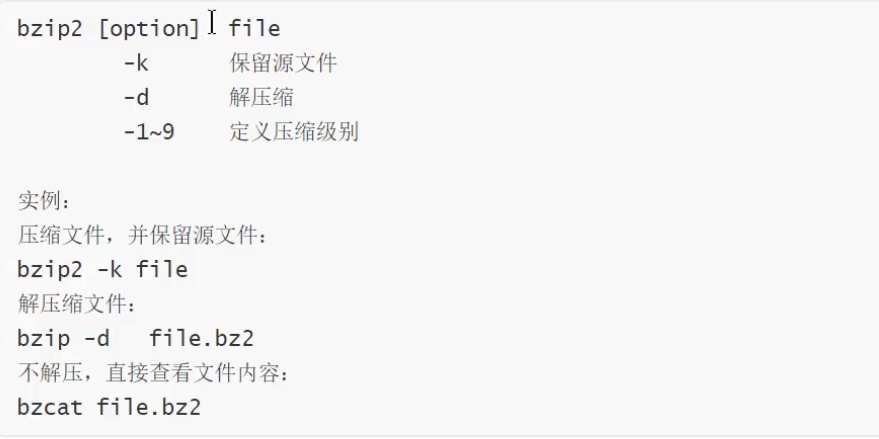 bzip2 [option] file
-k 保留源文件
-d 解压缩
-1~9 定义压缩级别
实例：
压缩文件，并保留源文件：
bzip2 -k file
解压缩文件：
bzip -d file.bz2
不解压，直接查看文件内容：
bzcat file.bz2